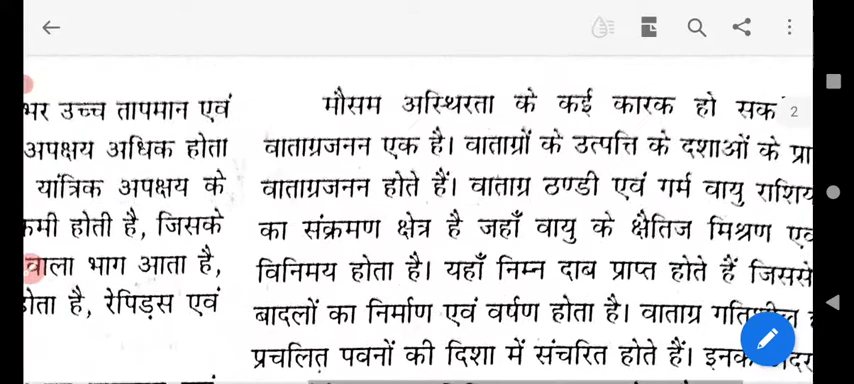 भर उच्च तापमान एवं
अपक्षय अधिक होता
यांत्रिक अपक्षय के
कमी होती है, जिसके
वाला भाग आता है,
होता है, रेपिड्स एवं
मौसम अस्थिरता के कई कारक हो सक
2
वाताग्रजनन एक है। वाताग्रों के उत्पत्ति के दशाओं के प्रा
वाताग्रजनन होते हैं। वाताग्र ठण्डी एवं गर्म वायु राशिय
का संक्रमण क्षेत्र है जहाँ वायु के क्षैतिज मिश्रण एव
विनिमय होता है। यहाँ निम्न दाब प्राप्त होते हैं जिससे
बादलों का निर्माण एवं वर्षण होता है। वाताग्र
प्रचलित पवनों की दिशा में संचरित होते हैं।